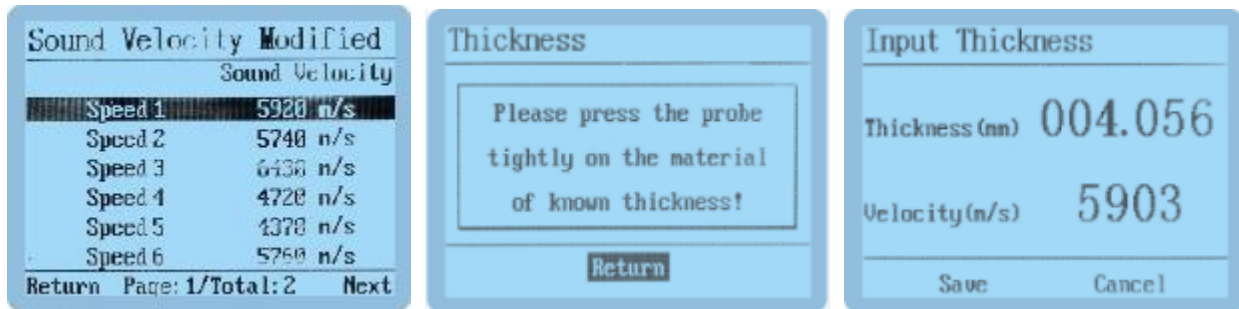 Sound Velocity Modified
Sound Velocity
Speed 1 5920 m/s
Speed 2 5740 m/s
Speed 3 6430 m/s
Speed 4 4720 m/s
Speed 5 4370 m/s
Speed 6 5760 m/s
Return Page: 1/Total: 2 Next
Thickness
Please press the probe
tightly on the material
of known thickness!
Return
Input Thickness
Thickness(mm) 004.056
Velocity(m/s) 5903
Save Cancel